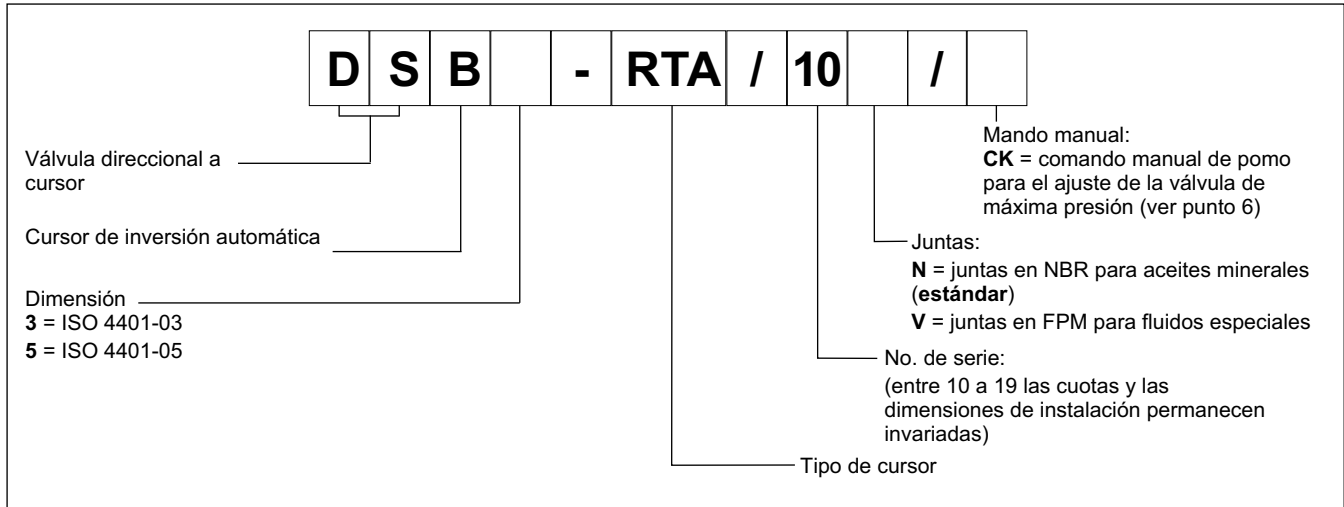 D S B - RTA / 10 /
Válvula direccional a
cursor
Cursor de inversión automática
Dimensión
3 = ISO 4401-03
5 = ISO 4401-05
Mando manual:
CK = comando manual de pomo
para el ajuste de la válvula de
máxima presión (ver punto 6)
Juntas:
N = juntas en NBR para aceites minerales
(estándar)
V = juntas en FPM para fluidos especiales
No. de serie:
(entre 10 a 19 las cuotas y las
dimensiones de instalación permanecen
invariadas)
Tipo de cursor